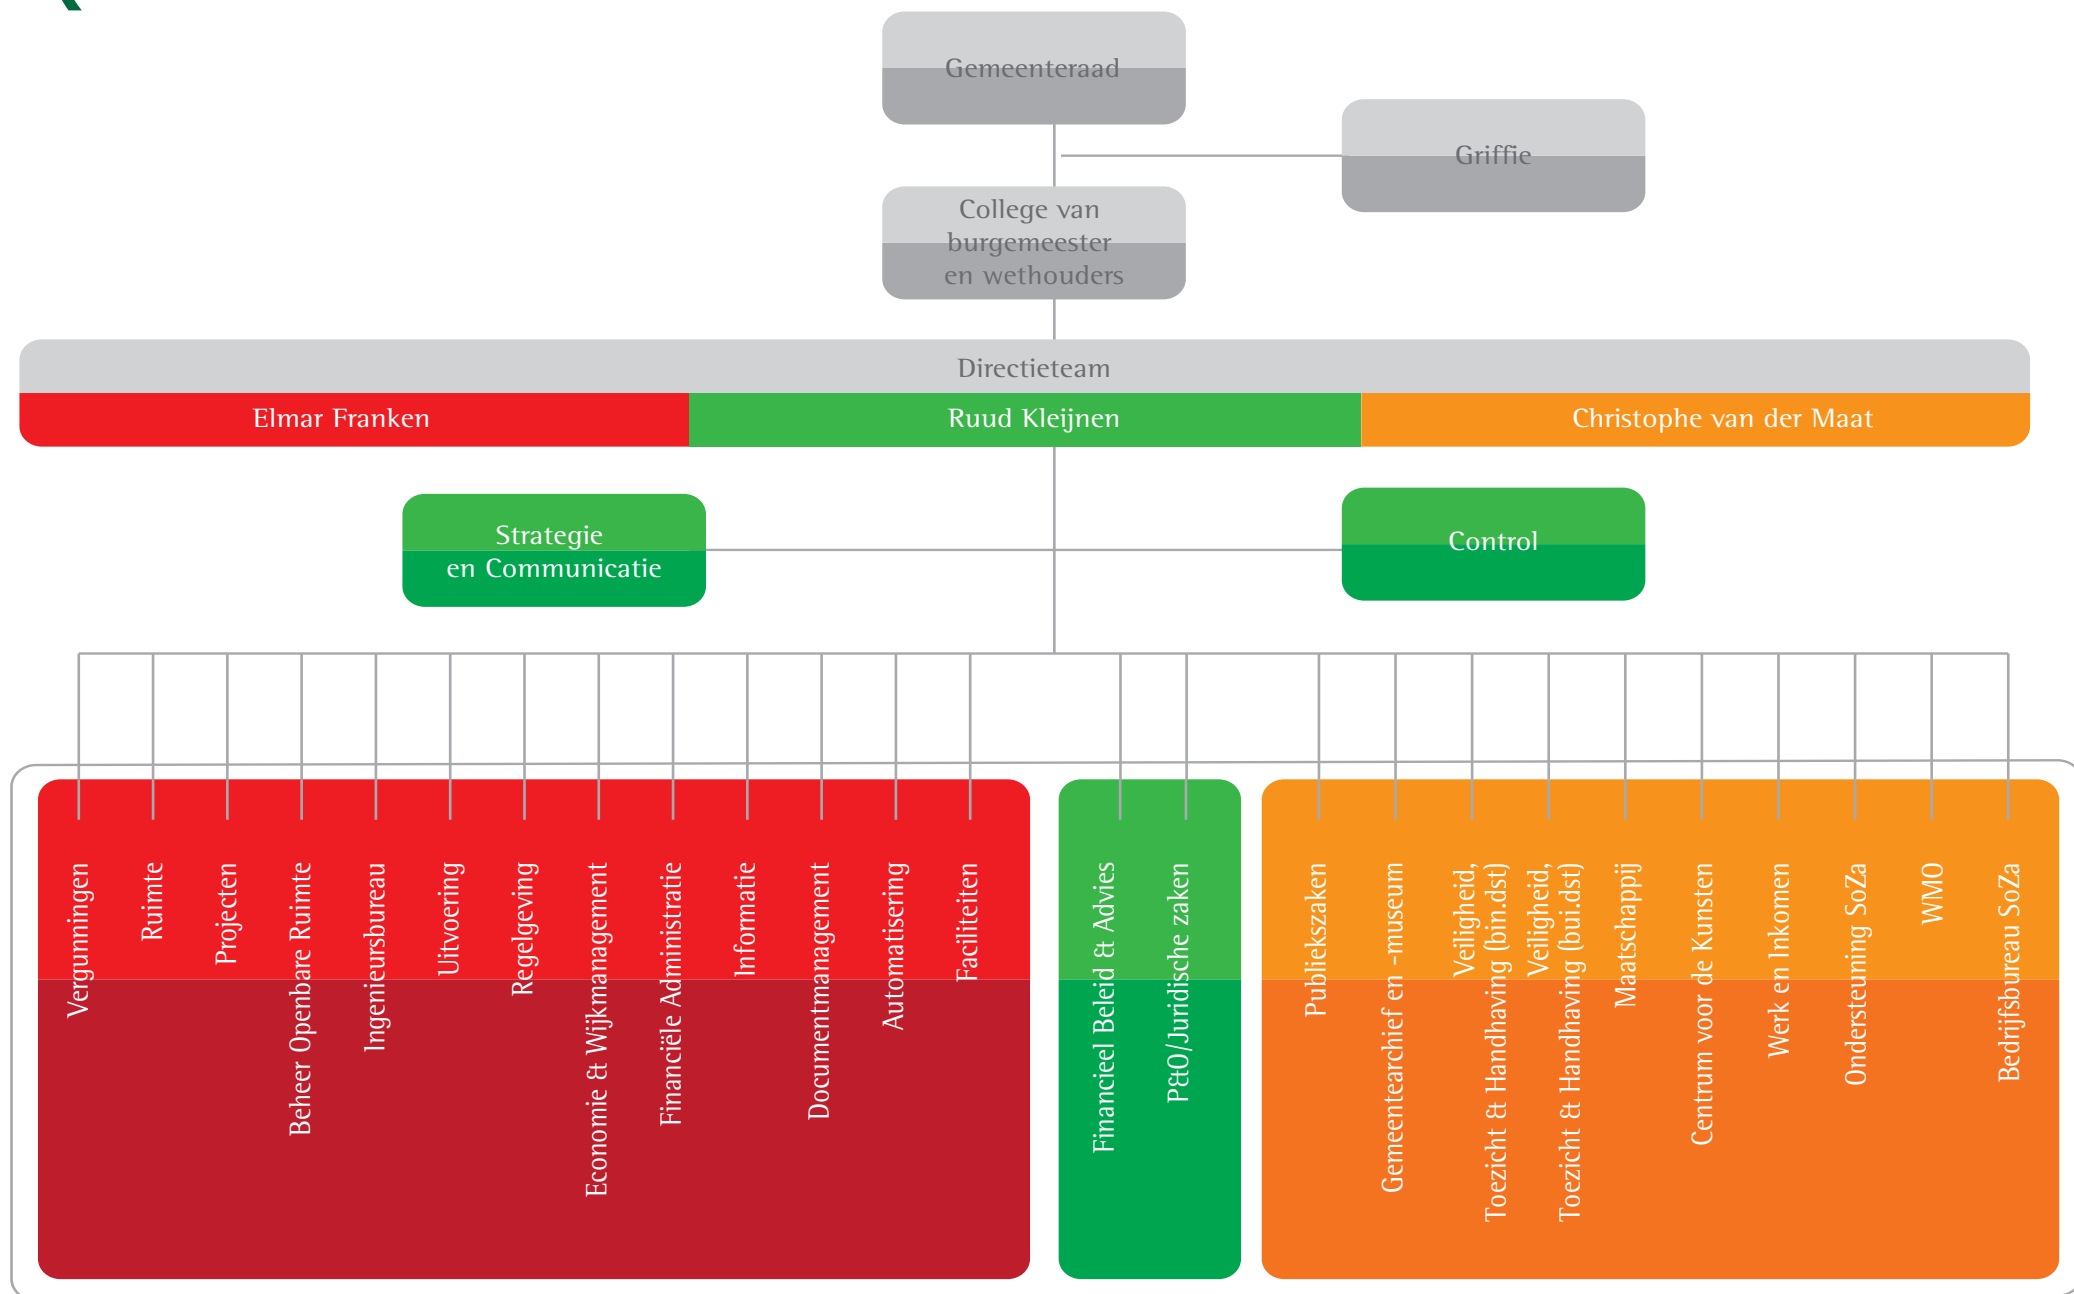 Gemeenteraad
Griffie
College van
burgemeester
en wethouders
Directieteam
Elmar Franken
Ruud Kleijnen
Christophe van der Maat
Strategie
en Communicatie
Control
Vergunningen
Ruimte
Projecten
Beheer Openbare Ruimte
Ingenieursbureau
Uitvoering
Regelgeving
Economie & Wijkmanagement
Financiële Administratie
Informatie
Documentmanagement
Automatisering
Faciliteiten
Financieel Beleid & Advies
P&O/Juridische zaken
Publiekszaken
Gemeentearchief en -museum
Veiligheid,
Toezicht & Handhaving (bin.dst)
Veiligheid,
Toezicht & Handhaving (bui.dst)
Maatschappij
Centrum voor de Kunsten
Werk en Inkomen
Ondersteuning SoZa
WMO
Bedrijfsbureau SoZa